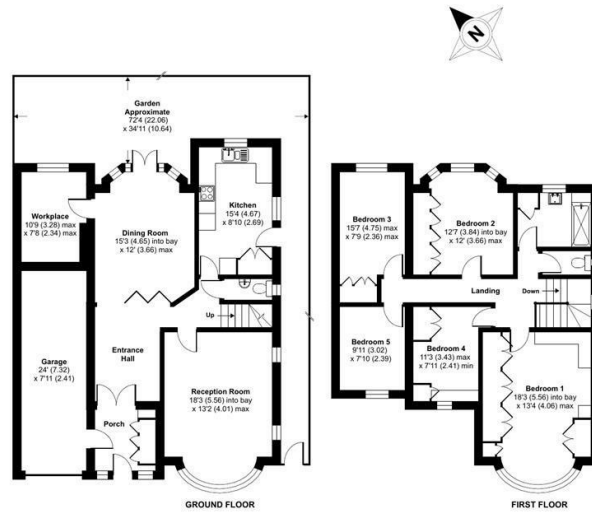 N
Garden
Approximate
72'4 (22.06)
x 34'11 (10.64)
Workplace
10'9 (3.28) max
x 7'8 (2.34) max
Dining Room
15'3 (4.65) into bay
x 12' (3.66) max
Kitchen
15'4 (4.67)
x 8'10 (2.69)
Up
Garage
24' (7.32)
x 7'11 (2.41)
Entrance
Hall
Reception Room
18'3 (5.56) into bay
x 13'2 (4.01) max
Porch
GROUND FLOOR
Bedroom 3
15'7 (4.75) max
x 7'9 (2.36) max
Bedroom 2
12'7 (3.84) into bay
x 12' (3.66) max
Landing
Down
Bedroom 5
9'11 (3.02)
x 7'10 (2.39)
Bedroom 4
11'3 (3.43) max
x 7'11 (2.41) min
Bedroom 1
18'3 (5.56) into bay
x 13'4 (4.06) max
FIRST FLOOR